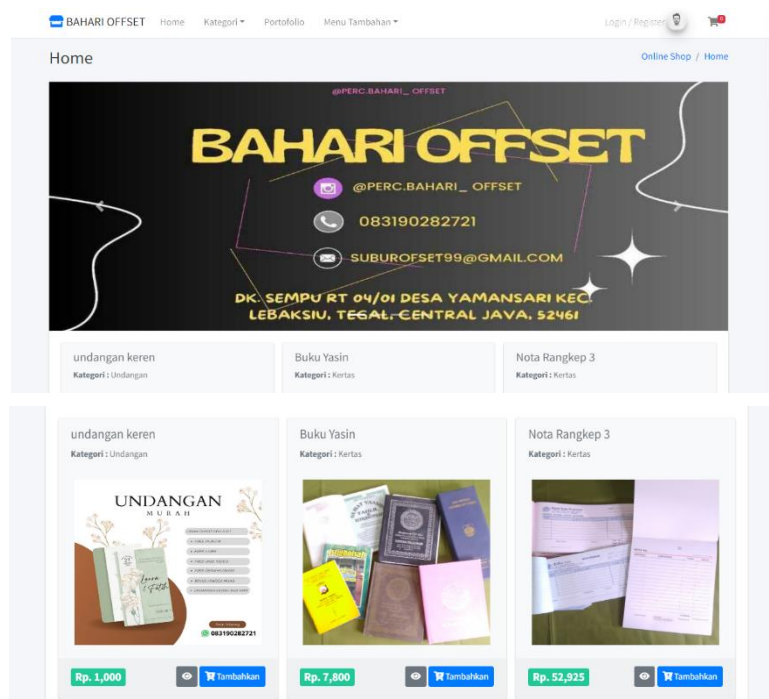 BAHARI OFFSET Home Kategori Portofolio Menu Tambahan Login / Register 0
Home
Online Shop / Home
@PERC.BAHARI_ OFFSET
BAHARI OFFSET
@PERC.BAHARI_ OFFSET
083190282721
SUBUROFSET99@GMAIL.COM
DK. SEMPU RT 04/01 DESA YAMANSARI KEC.
LEBAKSIU, TEGAL, CENTRAL JAVA, 52461
undangan keren
Kategori : Undangan
Buku Yasin
Kategori : Kertas
Nota Rangkep 3
Kategori : Kertas
undangan keren
Kategori : Undangan
UNDANGAN
MURAH
083190282721
Rp. 1,000
Tambahkan
Buku Yasin
Kategori : Kertas
Rp. 7,800
Tambahkan
Nota Rangkep 3
Kategori : Kertas
Rp. 52,925
Tambahkan